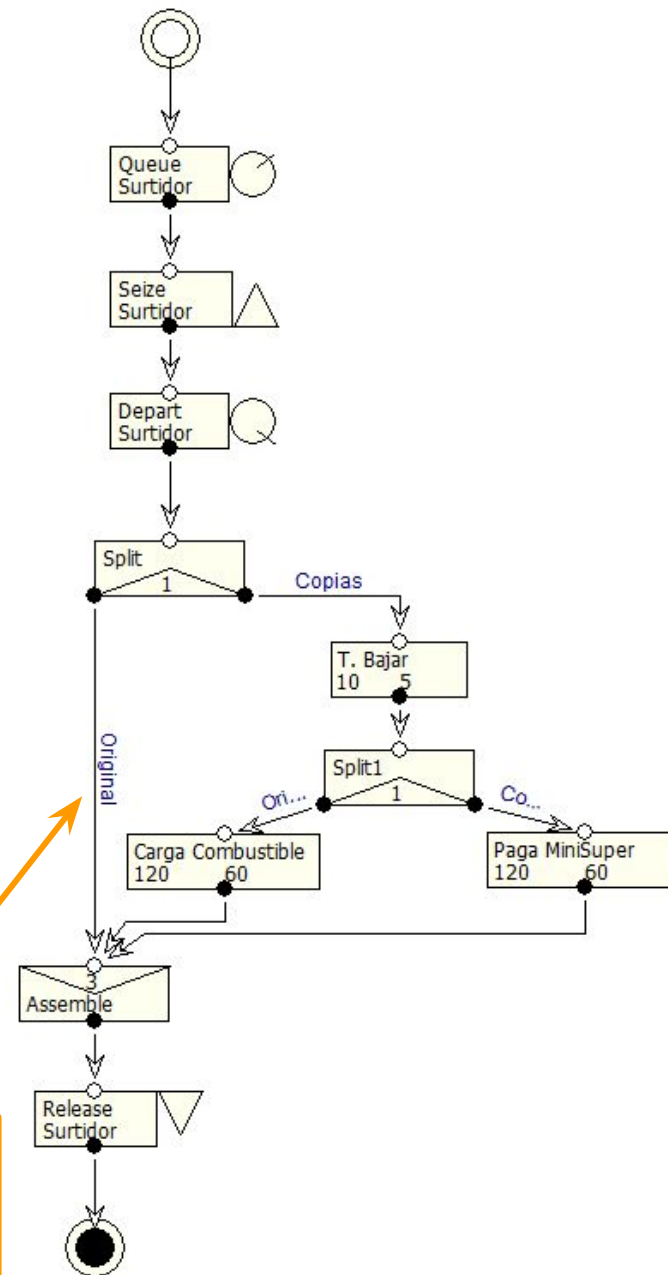 Queue
Surtidor
Seize
Surtidor
Depart
Surtidor
Split
1
Copias
T. Bajar
10 5
Original
Split1
1
Ori...
Co...
Carga Combustible
120 60
Paga MiniSuper
120 60
3
Assemble
Release
Surtidor